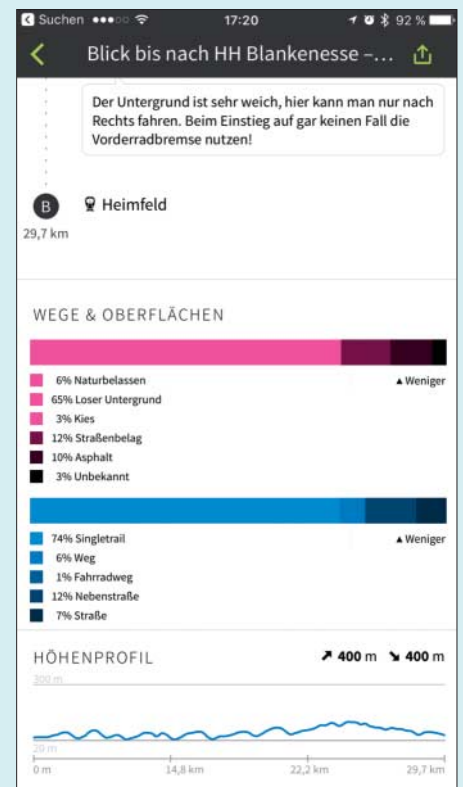 Suchen 17:20 92 %
Blick bis nach HH Blankenesse –...
Der Untergrund ist sehr weich, hier kann man nur nach
Rechts fahren. Beim Einstieg auf gar keinen Fall die
Vorderradbremse nutzen!
B Heimfeld
29,7 km
WEGE & OBERFLÄCHEN
6% Naturbelassen ▲ Weniger
65% Loser Untergrund
3% Kies
12% Straßenbelag
10% Asphalt
3% Unbekannt
74% Singletrail ▲ Weniger
6% Weg
1% Fahrradweg
12% Nebenstraße
7% Straße
HÖHENPROFIL ↗ 400 m ↘ 400 m
300 m
20 m
0 m 14,8 km 22,2 km 29,7 km